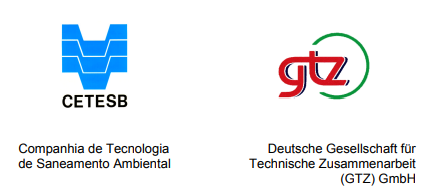 CETESB
gtz
Companhia de Tecnologia
de Saneamento Ambiental
Deutsche Gesellschaft für
Technische Zusammenarbeit
(GTZ) GmbH